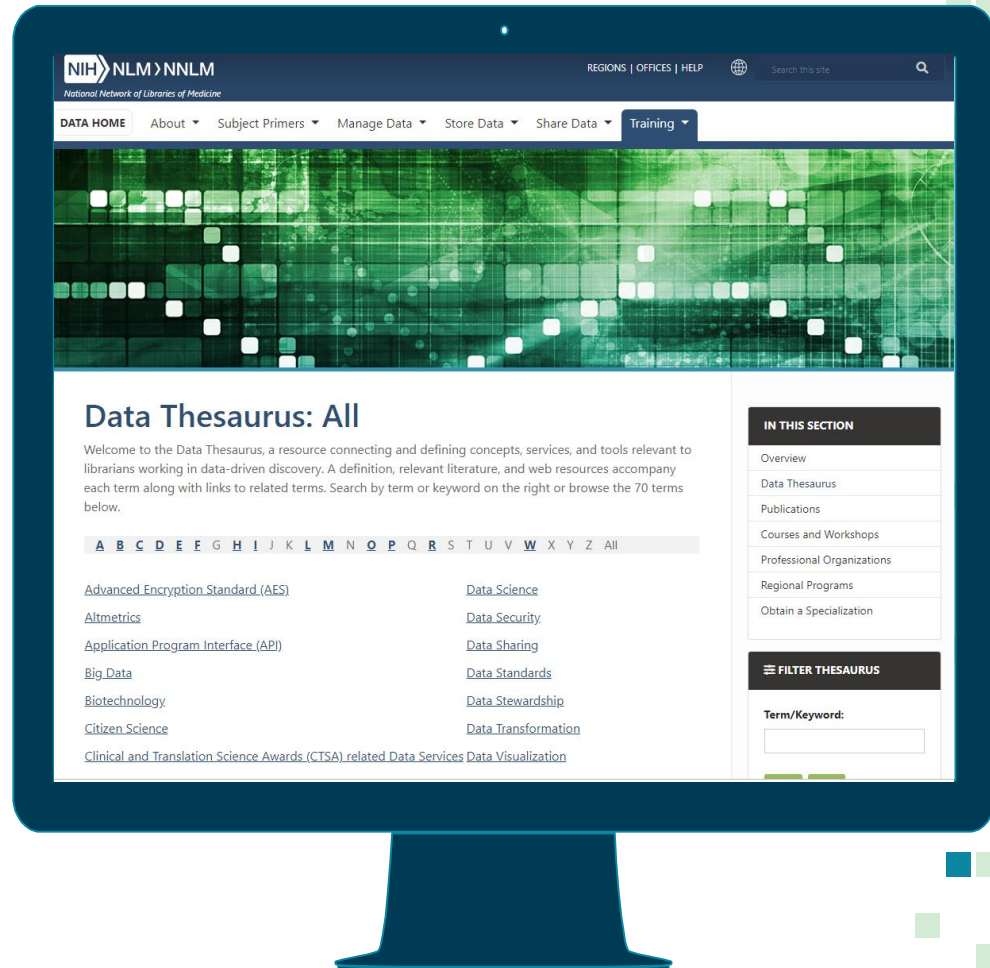 NIH NLM NNLM
REGIONS | OFFICES | HELP
Search this site
National Network of Libraries of Medicine
DATA HOME About Subject Primers Manage Data Store Data Share Data Training
Data Thesaurus: All
Welcome to the Data Thesaurus, a resource connecting and defining concepts, services, and tools relevant to
librarians working in data-driven discovery. A definition, relevant literature, and web resources accompany
each term along with links to related terms. Search by term or keyword on the right or browse the 70 terms
below.
A B C D E F G H I J K L M N O P Q R S T U V W X Y Z All
Advanced Encryption Standard (AES)
Altmetrics
Application Program Interface (API)
Big Data
Biotechnology
Citizen Science
Clinical and Translation Science Awards (CTSA) related Data Services
Data Science
Data Security
Data Sharing
Data Standards
Data Stewardship
Data Transformation
Data Visualization
IN THIS SECTION
Overview
Data Thesaurus
Publications
Courses and Workshops
Professional Organizations
Regional Programs
Obtain a Specialization
FILTER THESAURUS
Term/Keyword: